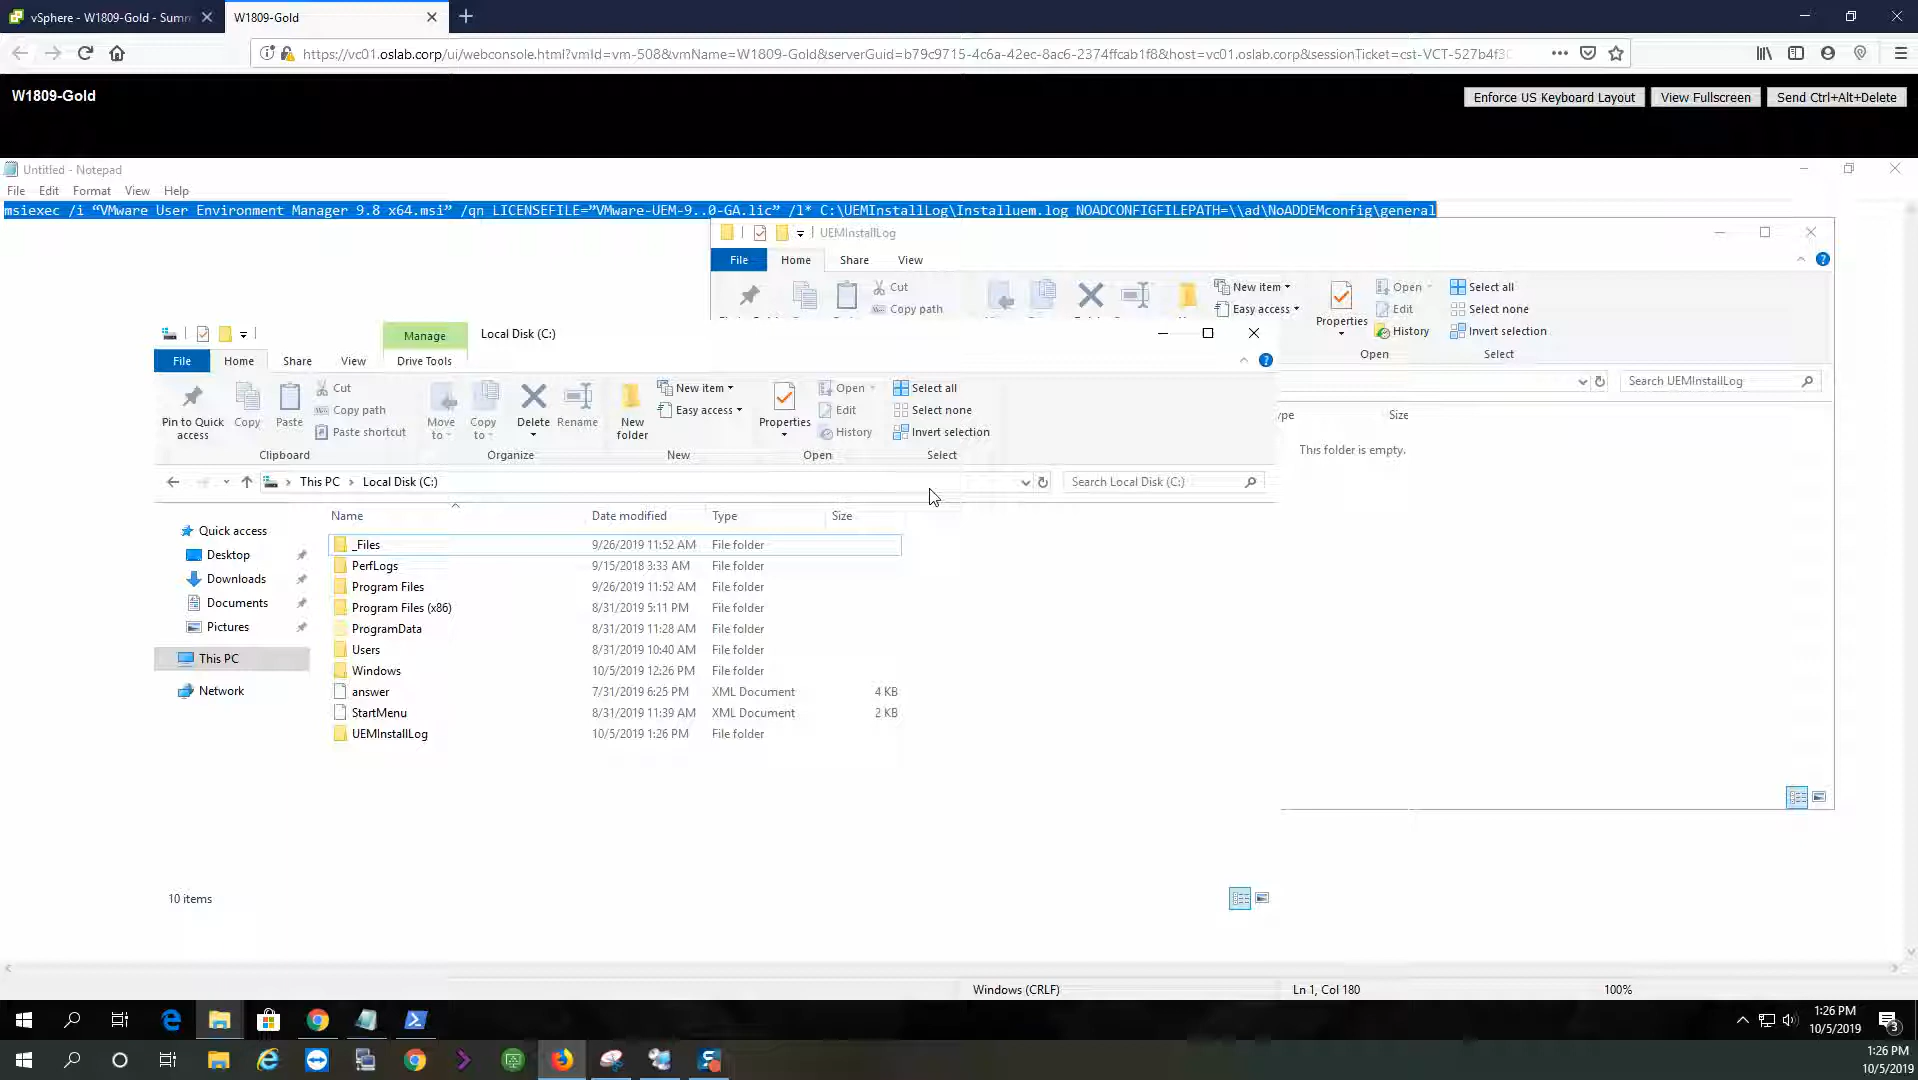 vSphere - W1809-Gold - Summ
W1809-Gold
https://vc01.oslab.corp/ui/webconsole.html?vmId=vm-508&vmName=W1809-Gold&serverGuid=b79c9715-4c6a-42ec-8ac6-2374ffcab1f8&host=vc01.oslab.corp&sessionTicket=cst-VCT-527b4f30
W1809-Gold
Enforce US Keyboard Layout
View Fullscreen
Send Ctrl+Alt+Delete
Untitled - Notepad
File Edit Format View Help
msiexec /i “VMware User Environment Manager 9.8 x64.msi” /qn LICENSEFILE=”VMware-UEM-9..0-GA.lic” /l* C:\UEMInstallLog\Installuem.log NOADCONFIGFILEPATH=\\ad\NoADDEMconfig\general
UEMInstallLog
File Home Share View
Cut
Copy path
New item
Easy access
Properties
Open
Edit
History
Select all
Select none
Invert selection
Open
Select
Search UEMInstallLog
ype
Size
This folder is empty.
Manage
Local Disk (C:)
File Home Share View Drive Tools
Pin to Quick access
Copy
Paste
Cut
Copy path
Paste shortcut
Move to
Copy to
Delete
Rename
New folder
New item
Easy access
Properties
Open
Edit
History
Select all
Select none
Invert selection
Clipboard
Organize
New
Open
Select
This PC
Local Disk (C:)
Search Local Disk (C:)
Quick access
Desktop
Downloads
Documents
Pictures
This PC
Network
Name Date modified Type Size
_Files 9/26/2019 11:52 AM File folder
PerfLogs 9/15/2018 3:33 AM File folder
Program Files 9/26/2019 11:52 AM File folder
Program Files (x86) 8/31/2019 5:11 PM File folder
ProgramData 8/31/2019 11:28 AM File folder
Users 8/31/2019 10:40 AM File folder
Windows 10/5/2019 12:26 PM File folder
answer 7/31/2019 6:25 PM XML Document 4 KB
StartMenu 8/31/2019 11:39 AM XML Document 2 KB
UEMInstallLog 10/5/2019 1:26 PM File folder
10 items
Windows (CRLF)
Ln 1, Col 180
100%
1:26 PM
10/5/2019
3
1:26 PM
10/5/2019